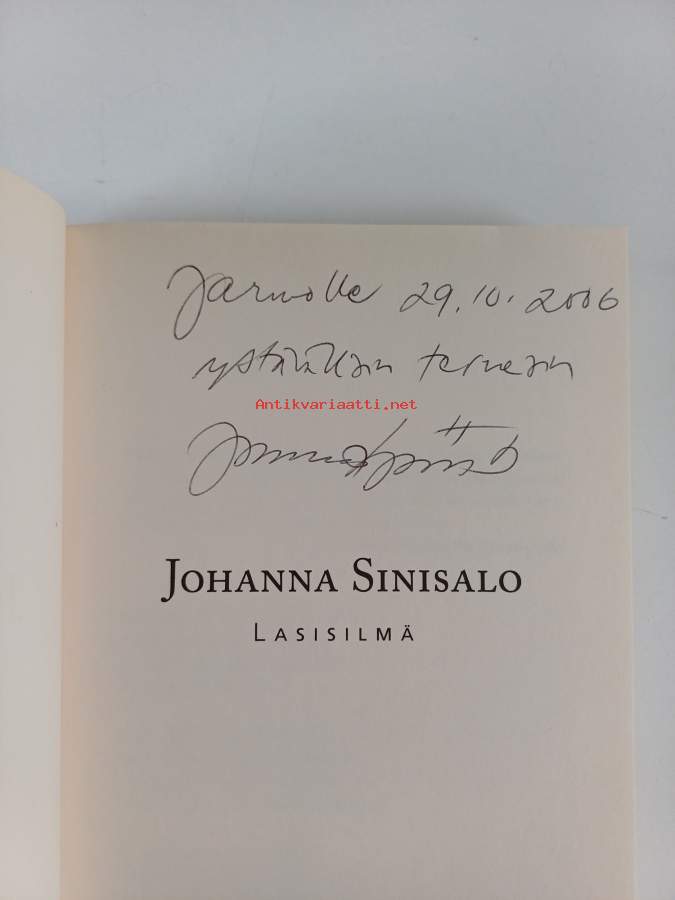 Jarnolle 29.10.2006
ystävällisin terveisin
Antikvariaatti.net
JOHANNA SINISALO
LASISILMÄ